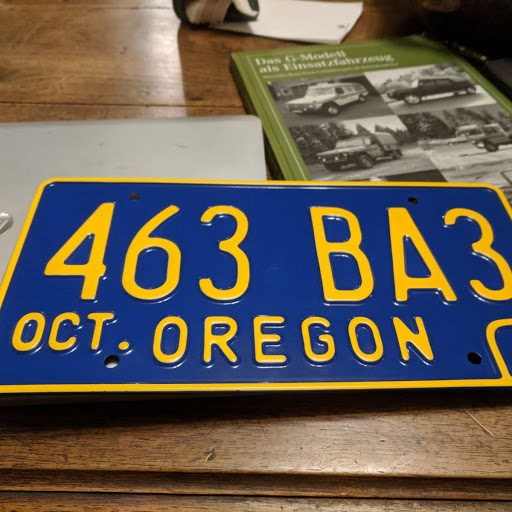 Das G-Modell
als Einsatzfahrzeug
463 BA3
OCT. OREGON